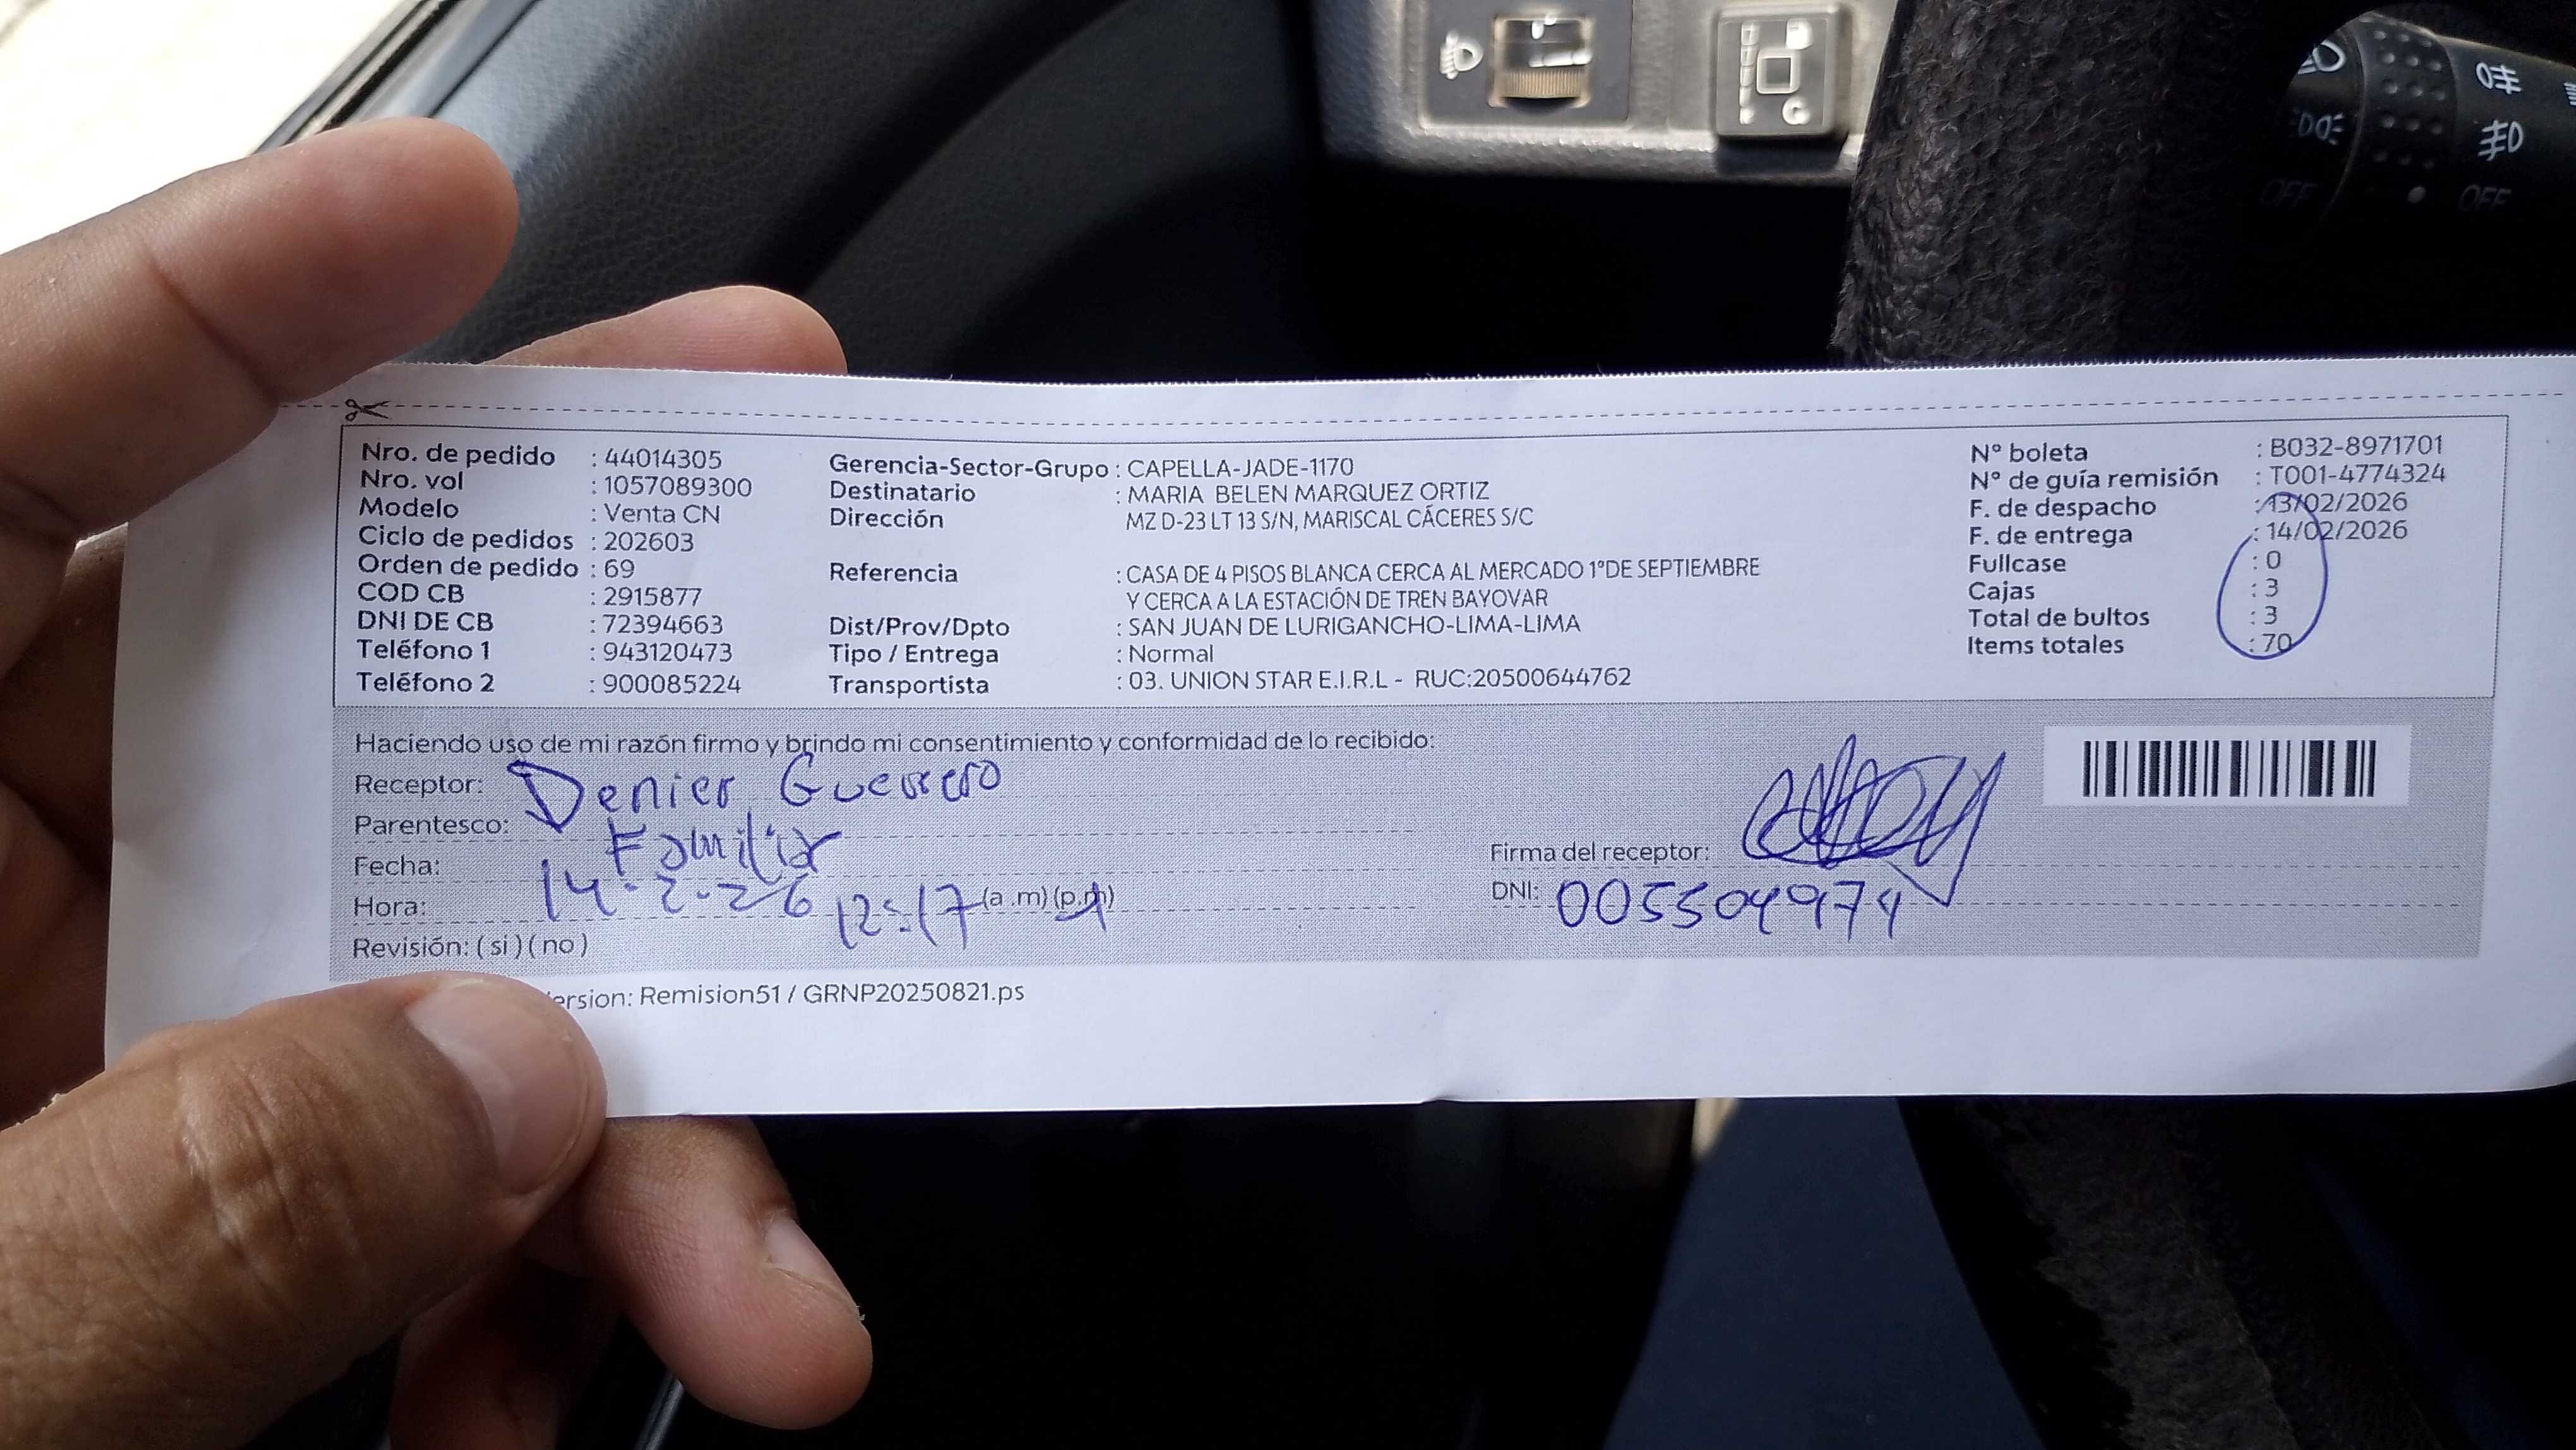 Nro. de pedido : 44014305
Nro. vol : 1057089300
Modelo : Venta CN
Ciclo de pedidos : 202603
Orden de pedido : 69
COD CB : 2915877
DNI DE CB : 72394663
Teléfono 1 : 943120473
Teléfono 2 : 900085224
Gerencia-Sector-Grupo : CAPELLA-JADE-1170
Destinatario : MARIA BELEN MARQUEZ ORTIZ
Dirección MZ D-23 LT 13 S/N, MARISCAL CÁCERES S/C
Referencia : CASA DE 4 PISOS BLANCA CERCA AL MERCADO 1°DE SEPTIEMBRE
Y CERCA A LA ESTACIÓN DE TREN BAYOVAR
Dist/Prov/Dpto : SAN JUAN DE LURIGANCHO-LIMA-LIMA
Tipo / Entrega : Normal
Transportista : 03. UNION STAR E.I.R.L - RUC:20500644762
N° boleta : B032-8971701
N° de guía remisión : T001-4774324
F. de despacho : 13/02/2026
F. de entrega : 14/02/2026
Fullcase : 0
Cajas : 3
Total de bultos : 3
Items totales : 70
Haciendo uso de mi razón firmo y brindo mi consentimiento y conformidad de lo recibido:
Receptor: Denier Guerrero
Parentesco: Familiar
Fecha: 14-2-26
Hora: 12:17 (a .m) (p.m)
Revisión: ( si ) ( no )
Firma del receptor:
DNI: 005504974
ersion: Remision51 / GRNP20250821.ps
OFF
OFF